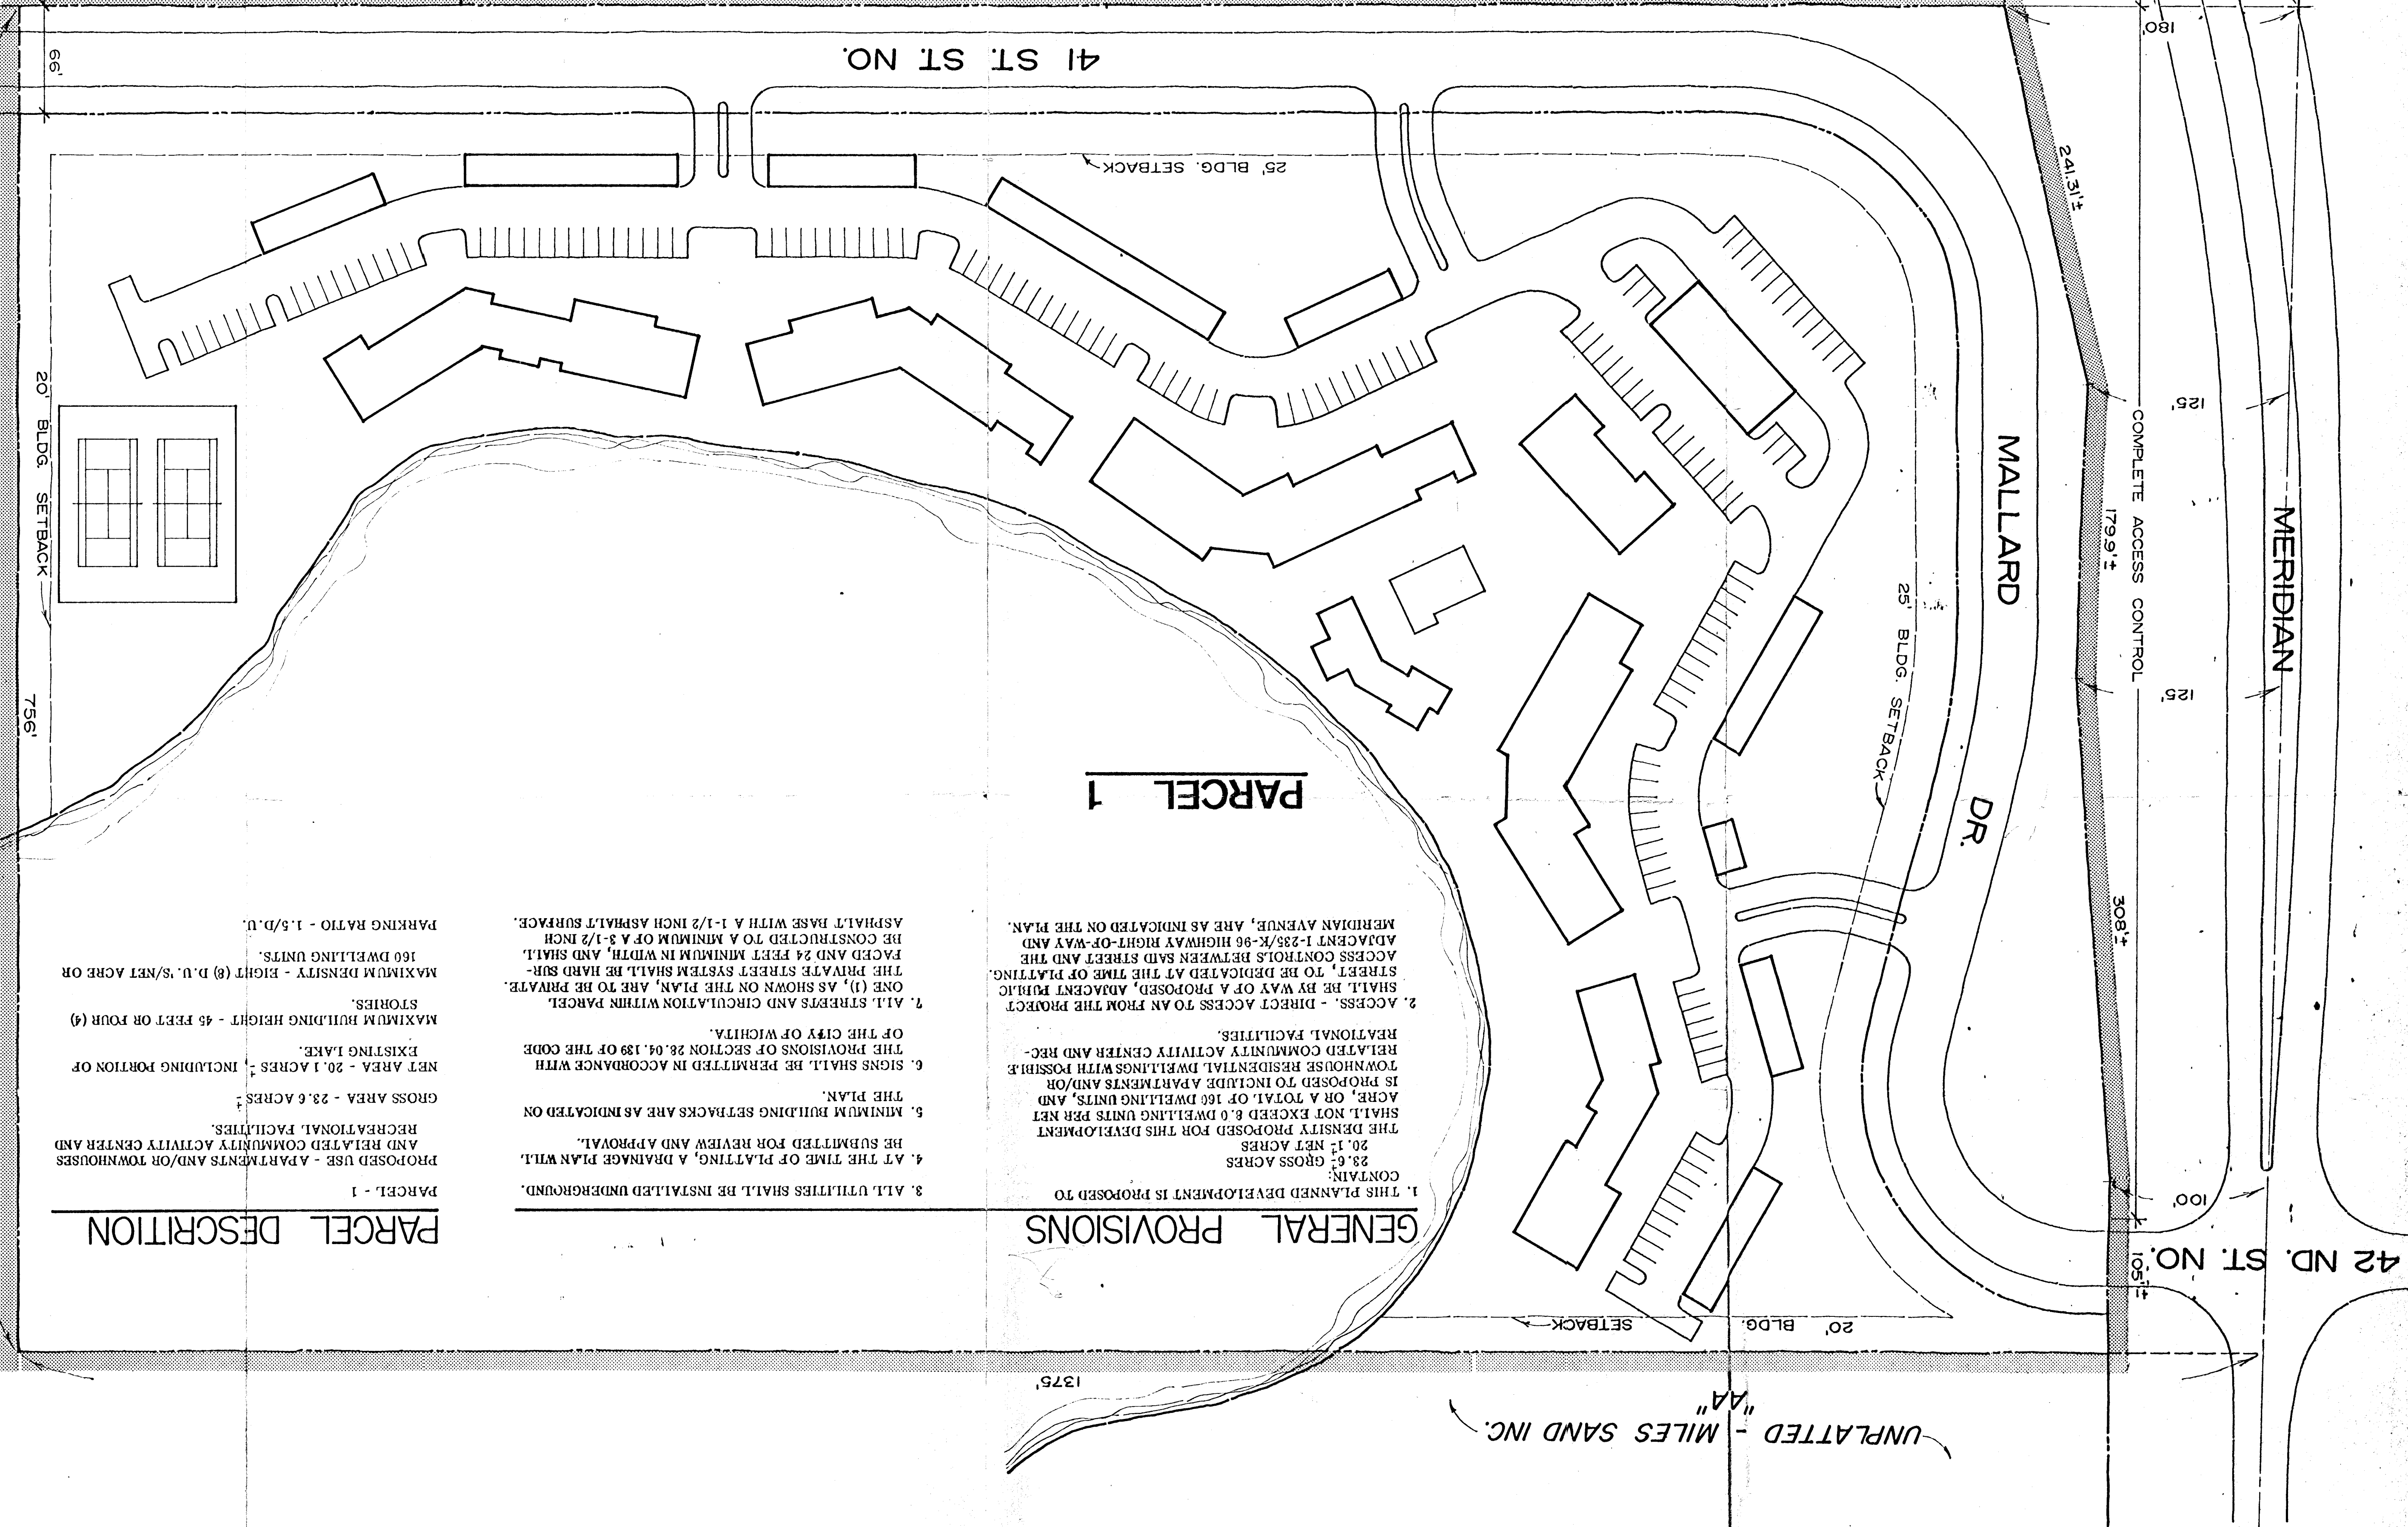 UNPLATTED - MILES SAND INC.
"AA"
1375'
20' BLDG. SETBACK
42 ND. ST. NO.
105'±
100'
GENERAL PROVISIONS
1. THIS PLANNED DEVELOPMENT IS PROPOSED TO
CONTAIN:
23.6± GROSS ACRES
20.1± NET ACRES
THE DENSITY PROPOSED FOR THIS DEVELOPMENT
SHALL NOT EXCEED 8.0 DWELLING UNITS PER NET
ACRE, OR A TOTAL OF 160 DWELLING UNITS, AND
IS PROPOSED TO INCLUDE APARTMENTS AND/OR
TOWNHOUSE RESIDENTIAL DWELLINGS WITH POSSIBLE
RELATED COMMUNITY ACTIVITY CENTER AND REC-
REATIONAL FACILITIES.
2. ACCESS. - DIRECT ACCESS TO AN FROM THE PROJECT
SHALL BE BY WAY OF A PROPOSED, ADJACENT PUBLIC
STREET, TO BE DEDICATED AT THE TIME OF PLATTING.
ACCESS CONTROLS BETWEEN SAID STREET AND THE
ADJACENT I-235/K-96 HIGHWAY RIGHT-OF-WAY AND
MERIDIAN AVENUE, ARE AS INDICATED ON THE PLAN.
3. ALL UTILITIES SHALL BE INSTALLED UNDERGROUND.
4. AT THE TIME OF PLATTING, A DRAINAGE PLAN WILL
BE SUBMITTED FOR REVIEW AND APPROVAL.
5. MINIMUM BUILDING SETBACKS ARE AS INDICATED ON
THE PLAN.
6. SIGNS SHALL BE PERMITTED IN ACCORDANCE WITH
THE PROVISIONS OF SECTION 28.04.139 OF THE CODE
OF THE CITY OF WICHITA.
7. ALL STREETS AND CIRCULATION WITHIN PARCEL
ONE (1), AS SHOWN ON THE PLAN, ARE TO BE PRIVATE.
THE PRIVATE STREET SYSTEM SHALL BE HARD SUR-
FACED AND 24 FEET MINIMUM IN WIDTH, AND SHALL
BE CONSTRUCTED TO A MINIMUM OF A 3-1/2 INCH
ASPHALT BASE WITH A 1-1/2 INCH ASPHALT SURFACE.
PARCEL DESCRITION
PARCEL - 1
PROPOSED USE - APARTMENTS AND/OR TOWNHOUSES
AND RELATED COMMUNITY ACTIVITY CENTER AND
RECREATIONAL FACILITIES.
GROSS AREA - 23.6 ACRES ±
NET AREA - 20.1 ACRES ±, INCLUDING PORTION OF
EXISTING LAKE.
MAXIMUM BUILDING HEIGHT - 45 FEET OR FOUR (4)
STORIES.
MAXIMUM DENSITY - EIGHT (8) D.U.'S/NET ACRE OR
160 DWELLING UNITS.
PARKING RATIO - 1.5/D.U.
PARCEL 1
MALLARD DR.
25' BLDG. SETBACK
308'±
COMPLETE ACCESS CONTROL
179.9'±
241.31'±
MERIDIAN
125'
125'
180'
756'
20' BLDG. SETBACK
25' BLDG. SETBACK
66'
41 ST. ST. NO.